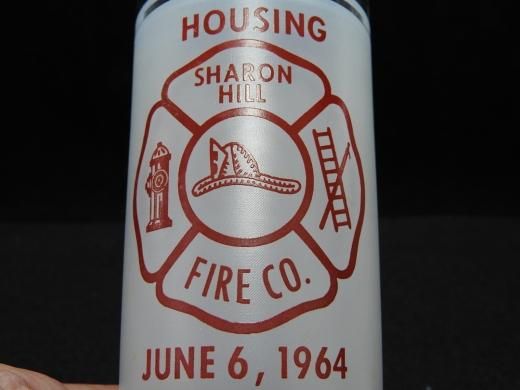 HOUSING
SHARON
HILL
FIRE CO.
JUNE 6, 1964